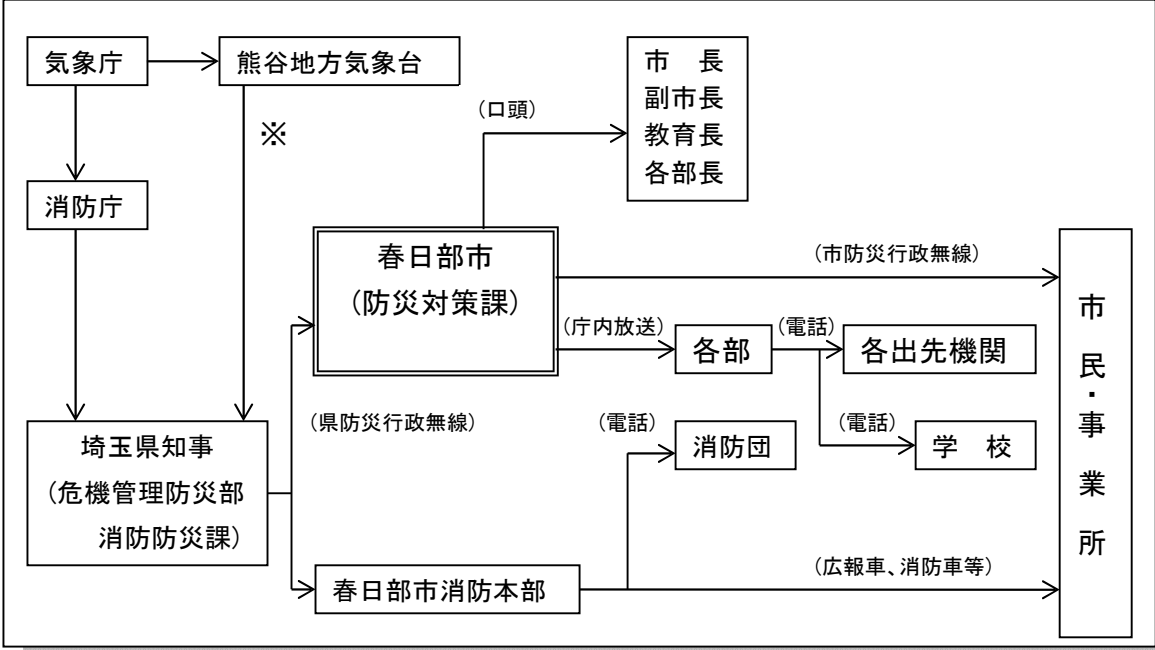 気象庁
熊谷地方気象台
市　長
副市長
教育長
各部長
(口頭)
※
消防庁
春日部市
(防災対策課)
(市防災行政無線)
(庁内放送)
各部
(電話)
各出先機関
(県防災行政無線)
(電話)
消防団
(電話)
学　校
埼玉県知事
(危機管理防災部
消防防災課)
春日部市消防本部
(広報車、消防車等)
市民・事業所